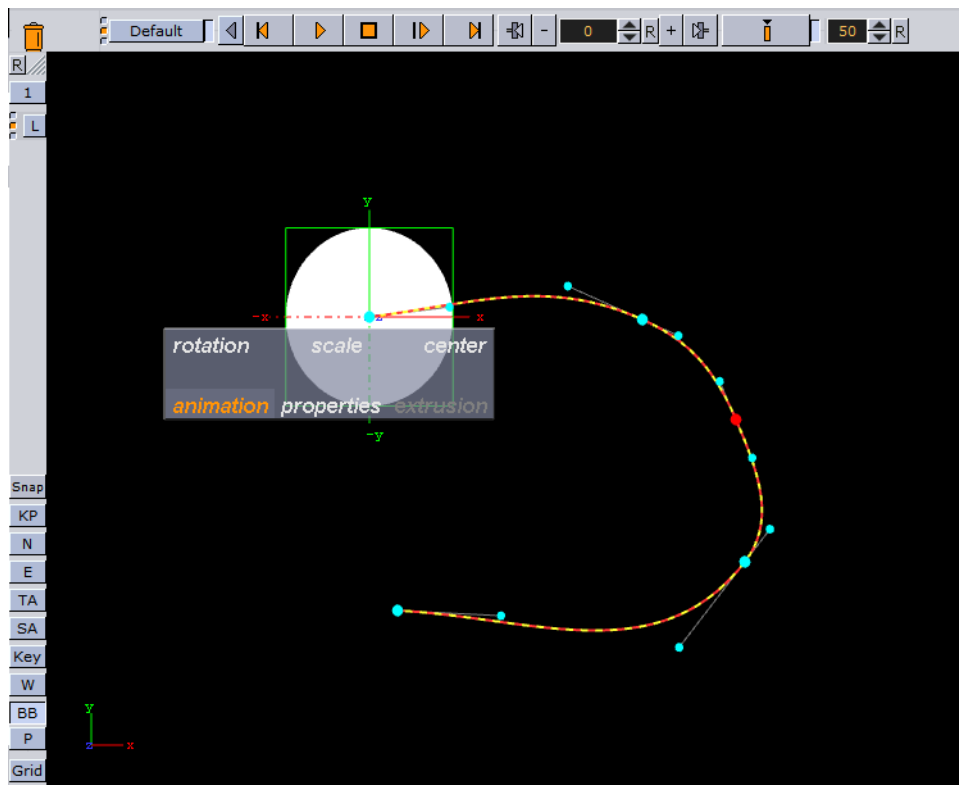 Default - 0 R + 50 R
R
1
L
y
-x z x
rotation scale center
animation properties extrusion
-y
Snap
KP
N
E
TA
SA
Key
W
BB
P
Grid
y
z x